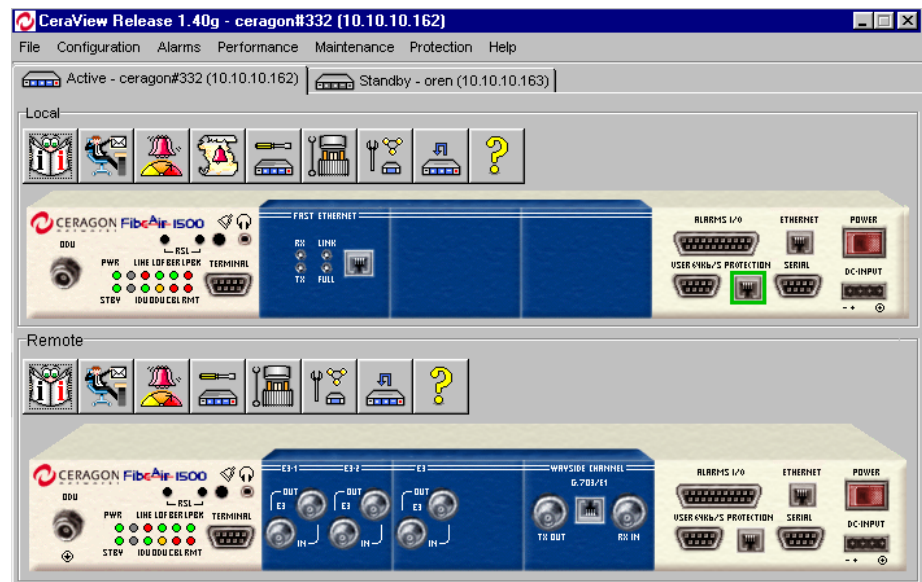 CeraView Release 1.40g - ceragon#332 (10.10.10.162)
File Configuration Alarms Performance Maintenance Protection Help
Active - ceragon#332 (10.10.10.162) Standby - oren (10.10.10.163)
Local
CERAGON FibeAir-1500
NETWORKS
ODU
RSL
PWR LINE LOF BER LPBK TERMINAL
STBY IDU ODU CBL RMT
FAST ETHERNET
RX LINK
TX FULL
ALARMS I/O ETHERNET POWER
USER 64Kb/S PROTECTION SERIAL
DC-INPUT
- +
Remote
CERAGON FibeAir-1500
NETWORKS
ODU
RSL
PWR LINE LOF BER LPBK TERMINAL
STBY IDU ODU CBL RMT
E3-1 E3-2 E3
OUT OUT OUT
E3 E3 E3
IN IN IN
WAYSIDE CHANNEL
G.703/E1
TX OUT RX IN
ALARMS I/O ETHERNET POWER
USER 64Kb/S PROTECTION SERIAL
DC-INPUT
- +